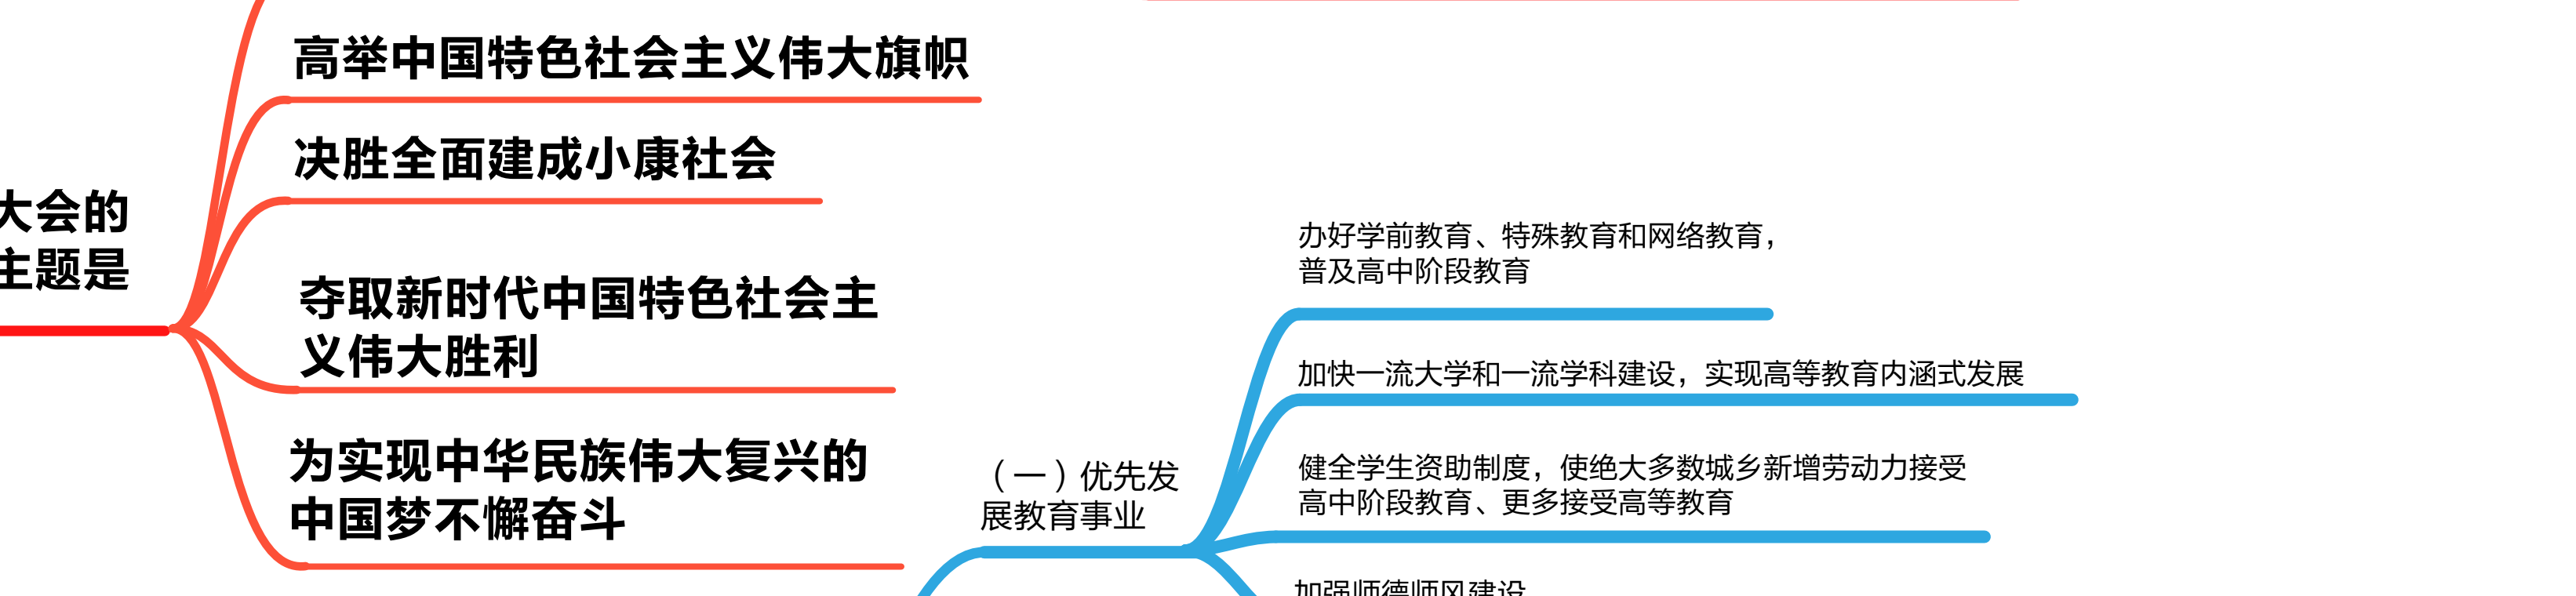 高举中国特色社会主义伟大旗帜
决胜全面建成小康社会
大会的
主题是
夺取新时代中国特色社会主
义伟大胜利
为实现中华民族伟大复兴的
中国梦不懈奋斗
（一）优先发
展教育事业
办好学前教育、特殊教育和网络教育，
普及高中阶段教育
加快一流大学和一流学科建设，实现高等教育内涵式发展
健全学生资助制度，使绝大多数城乡新增劳动力接受
高中阶段教育、更多接受高等教育
加强师德师风建设